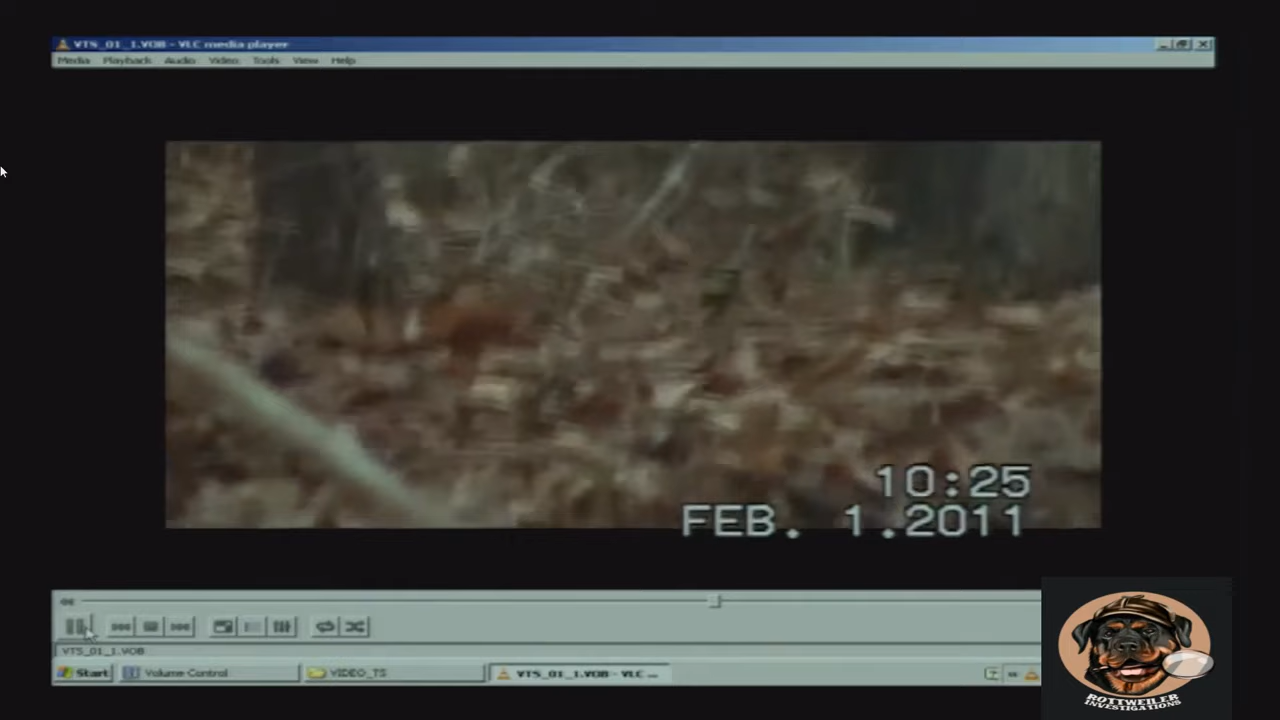 VTS_01_1.VOB - VLC media player
Media Playback Audio Video Tools View Help
10:25
FEB. 1.2011
VTS_01_1.VOB
Start Volume Control VIDEO_TS VTS_01_1.VOB - VLC ...
ROTTWEILER
INVESTIGATIONS